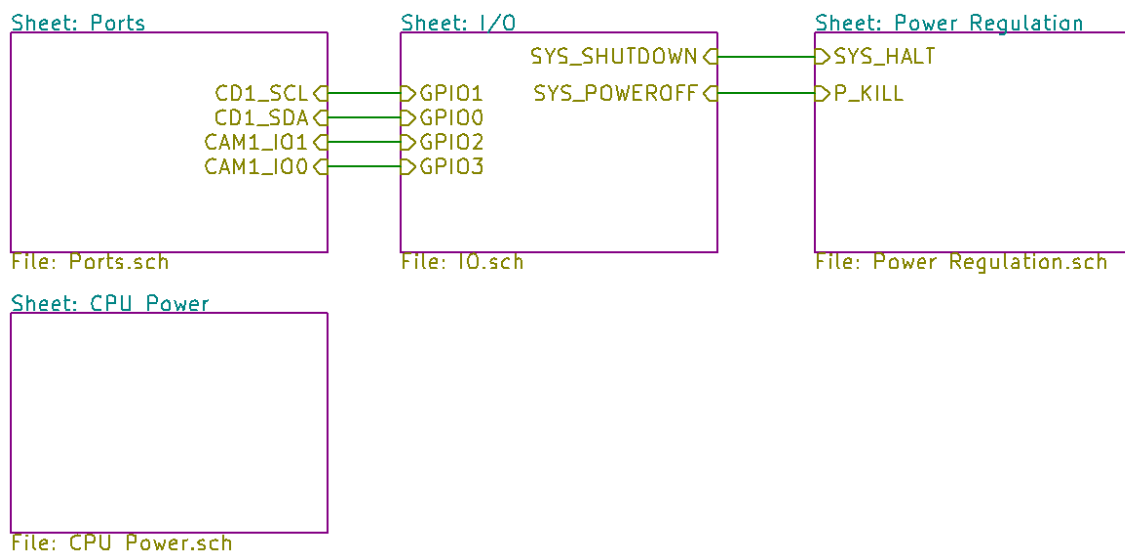 Sheet: Ports
CD1_SCL
CD1_SDA
CAM1_IO1
CAM1_IO0
File: Ports.sch
Sheet: I/O
SYS_SHUTDOWN
SYS_POWEROFF
GPIO1
GPIO0
GPIO2
GPIO3
File: IO.sch
Sheet: Power Regulation
SYS_HALT
P_KILL
File: Power Regulation.sch
Sheet: CPU Power
File: CPU Power.sch